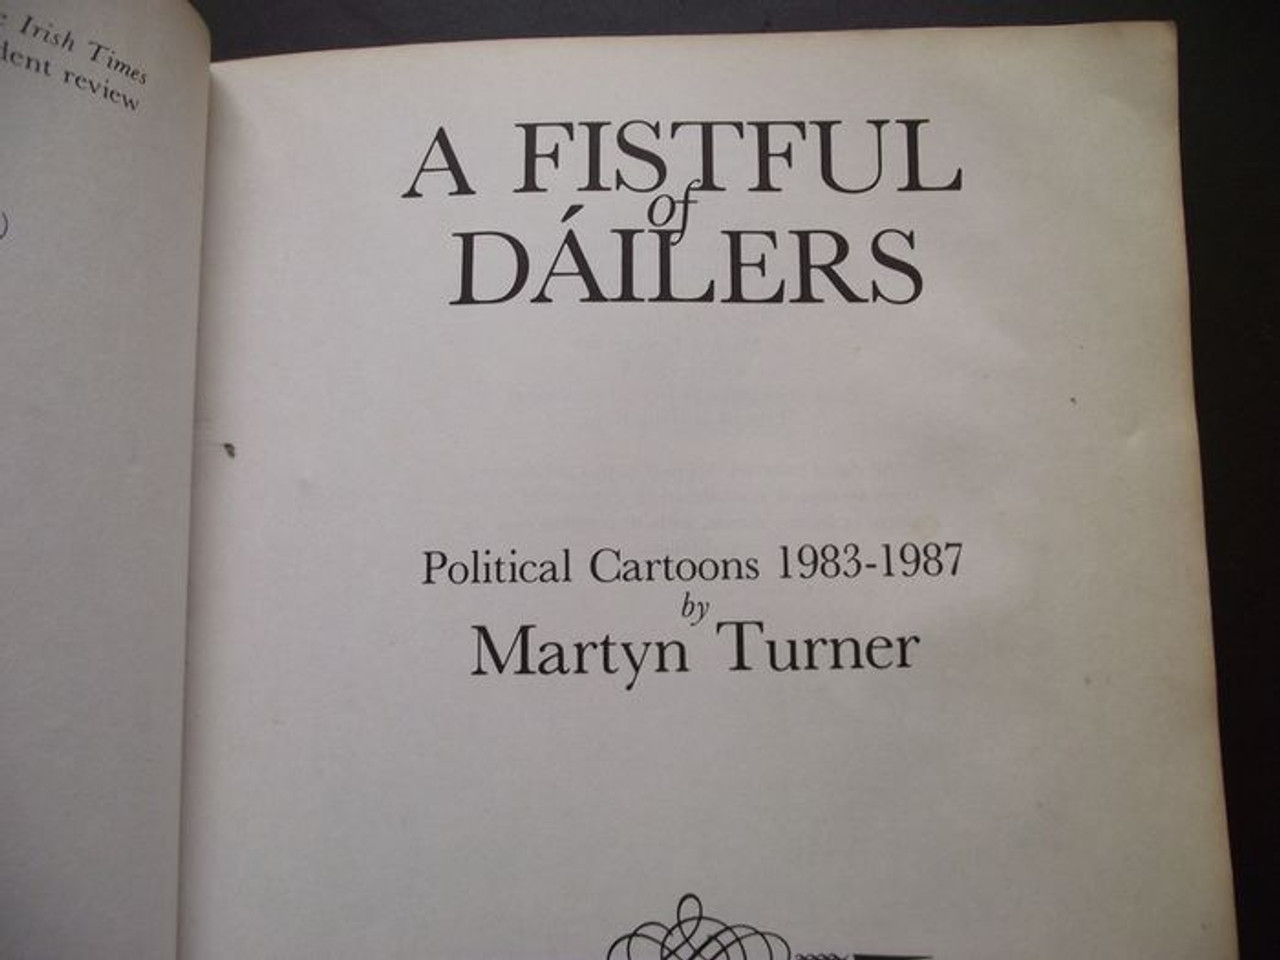 Irish Times
review
)
A FISTFUL
of
DÁILERS
Political Cartoons 1983-1987
by
Martyn Turner